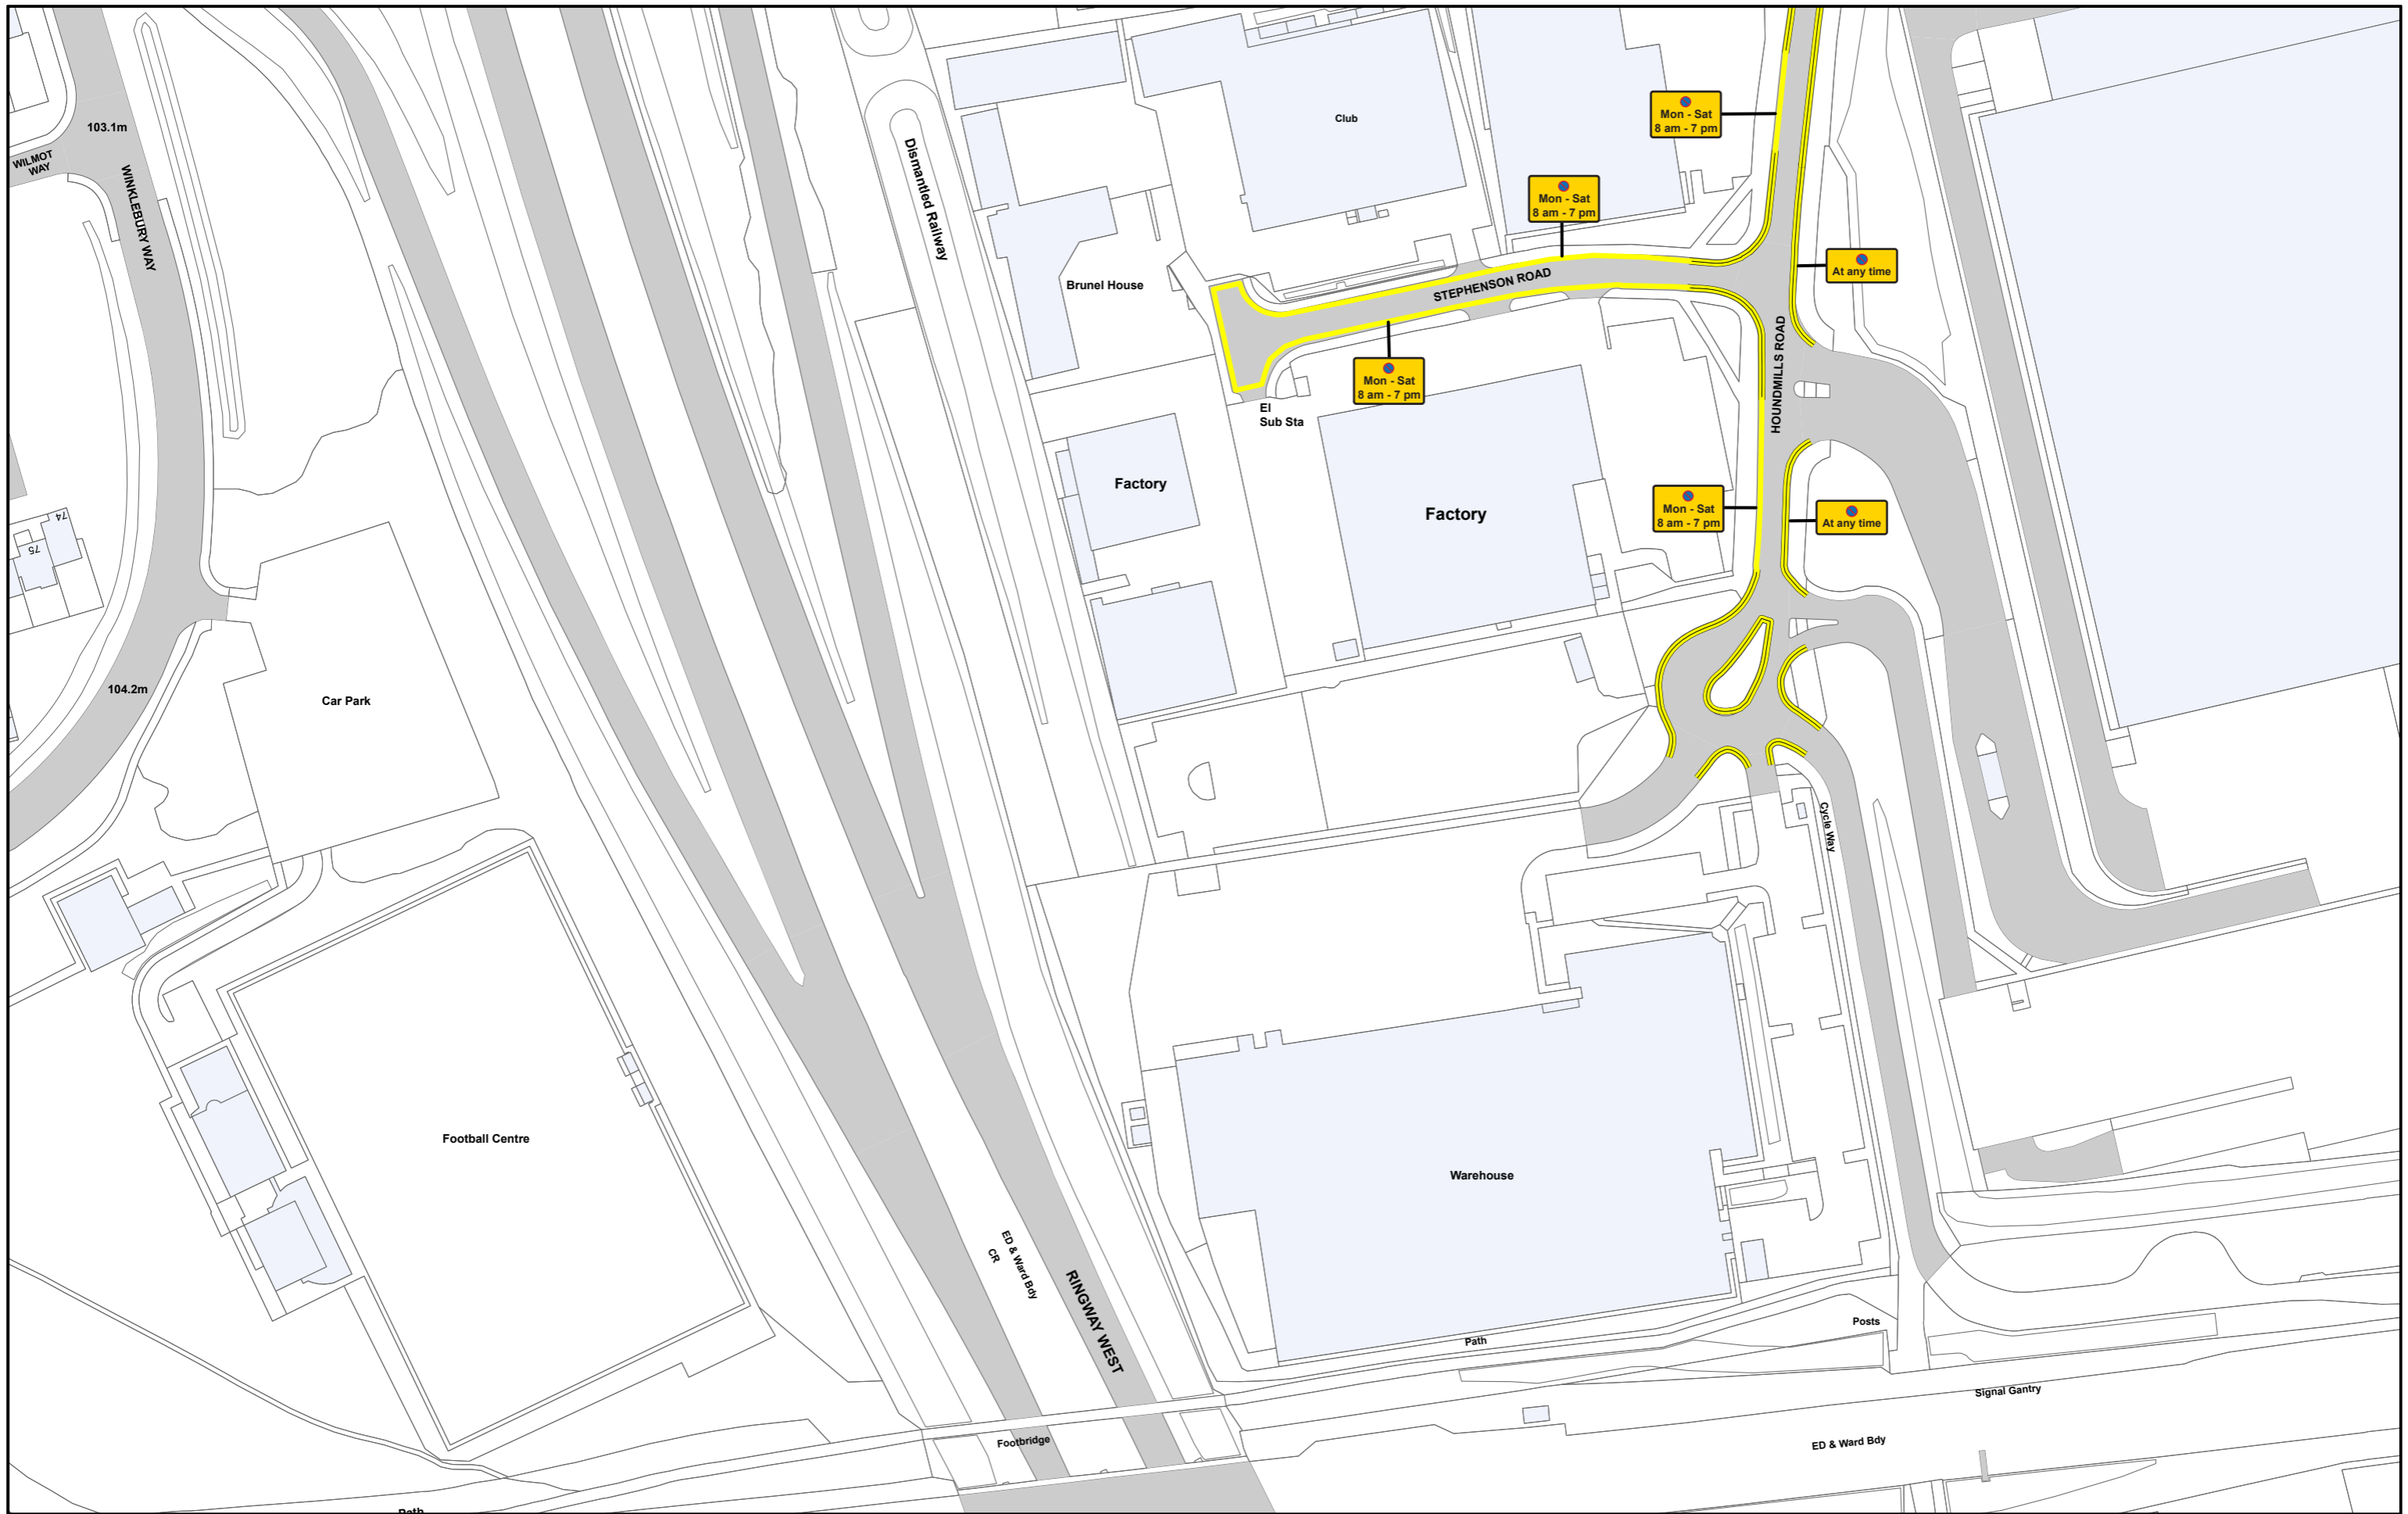 103.1m
WILMOT
WAY
WINKLEBURY WAY
Dismantled Railway
Club
Mon - Sat
8 am - 7 pm
Mon - Sat
8 am - 7 pm
At any time
Brunel House
STEPHENSON ROAD
HOUNDMILLS ROAD
Mon - Sat
8 am - 7 pm
El
Sub Sta
Factory
Factory
Mon - Sat
8 am - 7 pm
At any time
74
75
104.2m
Car Park
Cycle Way
Football Centre
Warehouse
ED & Ward Bdy
CR
RINGWAY WEST
Path
Posts
Signal Gantry
Footbridge
ED & Ward Bdy
Path